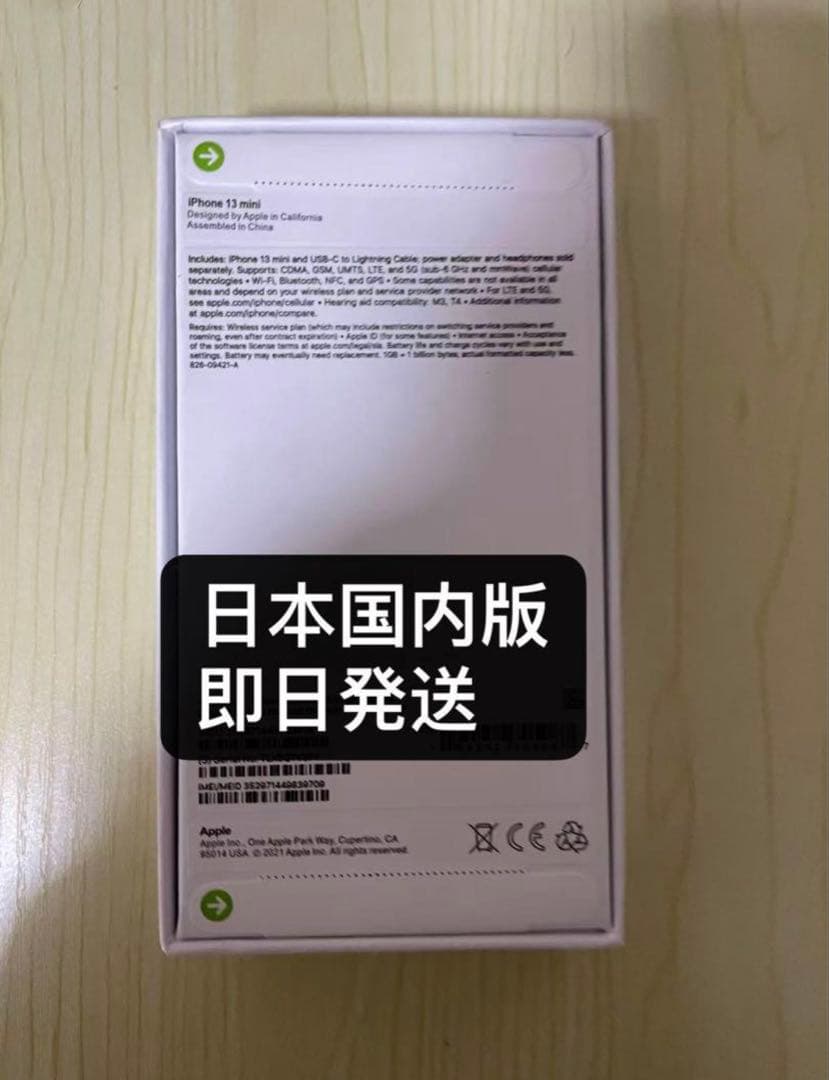 iPhone 13 mini
Designed by Apple in California
Assembled in China
Includes: iPhone 13 mini and USB-C to Lightning Cable; power adapter and headphones sold
separately. Supports: CDMA, GSM, UMTS, LTE, and 5G (sub-6 GHz and mmWave) cellular
technologies • Wi-Fi, Bluetooth, NFC, and GPS • Some capabilities are not available in all
areas and depend on your wireless plan and service provider network • For LTE and 5G,
see apple.com/iphone/cellular • Hearing aid compatibility: M3, T4 • Additional information
at apple.com/iphone/compare.
Requires: Wireless service plan (which may include restrictions on switching service providers and
roaming, even after contract expiration) • Apple ID (for some features) • Internet access • Acceptance
of the software license terms at apple.com/legal/sla. Battery life and charge cycles vary with use and
settings. Battery may eventually need replacement. 1GB = 1 billion bytes; actual formatted capacity less.
826-09421-A
日本国内版
即日発送
IMEI/MEID 352971449839709
Apple
Apple Inc., One Apple Park Way, Cupertino, CA
95014 USA. © 2021 Apple Inc. All rights reserved.
CE